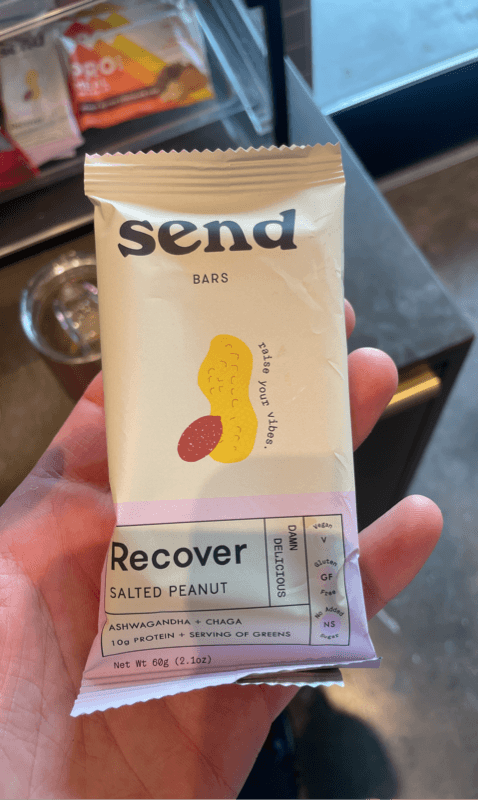 send
BARS
raise your vibes.
Recover
SALTED PEANUT
DAMN
DELICIOUS
Vegan
V
Gluten
GF
Free
No Added
NS
Sugar
ASHWAGANDHA + CHAGA
10g PROTEIN + SERVING OF GREENS
Net Wt 60g (2.1oz)